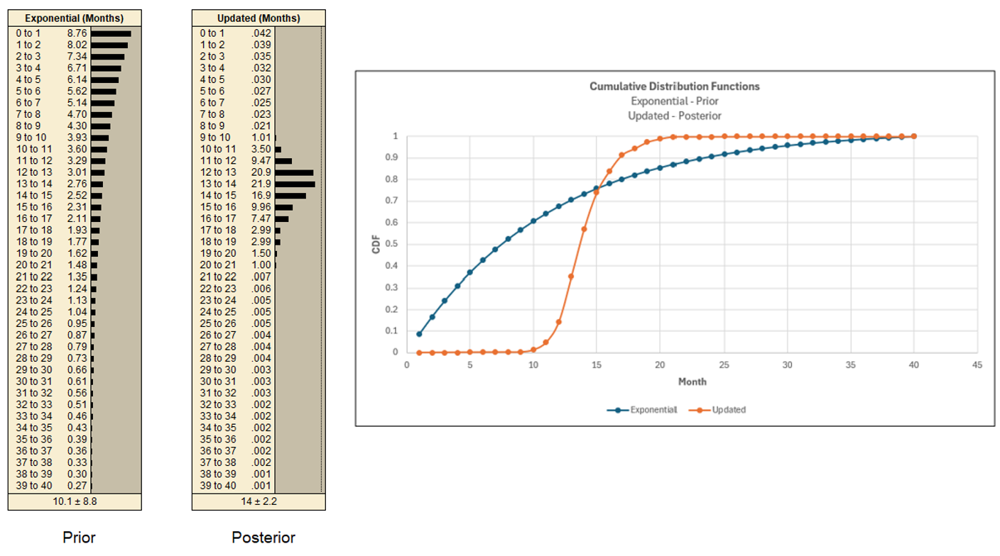 Exponential (Months)
0 to 1 8.76
1 to 2 8.02
2 to 3 7.34
3 to 4 6.71
4 to 5 6.14
5 to 6 5.62
6 to 7 5.14
7 to 8 4.70
8 to 9 4.30
9 to 10 3.93
10 to 11 3.60
11 to 12 3.29
12 to 13 3.01
13 to 14 2.76
14 to 15 2.52
15 to 16 2.31
16 to 17 2.11
17 to 18 1.93
18 to 19 1.77
19 to 20 1.62
20 to 21 1.48
21 to 22 1.35
22 to 23 1.24
23 to 24 1.13
24 to 25 1.04
25 to 26 0.95
26 to 27 0.87
27 to 28 0.79
28 to 29 0.73
29 to 30 0.66
30 to 31 0.61
31 to 32 0.56
32 to 33 0.51
33 to 34 0.46
34 to 35 0.43
35 to 36 0.39
36 to 37 0.36
37 to 38 0.33
38 to 39 0.30
39 to 40 0.27
10.1 ± 8.8
Prior
Updated (Months)
0 to 1 .042
1 to 2 .039
2 to 3 .035
3 to 4 .032
4 to 5 .030
5 to 6 .027
6 to 7 .025
7 to 8 .023
8 to 9 .021
9 to 10 1.01
10 to 11 3.50
11 to 12 9.47
12 to 13 20.9
13 to 14 21.9
14 to 15 16.9
15 to 16 9.96
16 to 17 7.47
17 to 18 2.99
18 to 19 2.99
19 to 20 1.50
20 to 21 1.00
21 to 22 .007
22 to 23 .006
23 to 24 .005
24 to 25 .005
25 to 26 .005
26 to 27 .004
27 to 28 .004
28 to 29 .004
29 to 30 .003
30 to 31 .003
31 to 32 .003
32 to 33 .002
33 to 34 .002
34 to 35 .002
35 to 36 .002
36 to 37 .002
37 to 38 .002
38 to 39 .001
39 to 40 .001
14 ± 2.2
Posterior
Cumulative Distribution Functions
Exponential - Prior
Updated - Posterior
1
0.9
0.8
0.7
0.6
0.5
0.4
0.3
0.2
0.1
0
CDF
0 5 10 15 20 25 30 35 40 45
Month
Exponential Updated